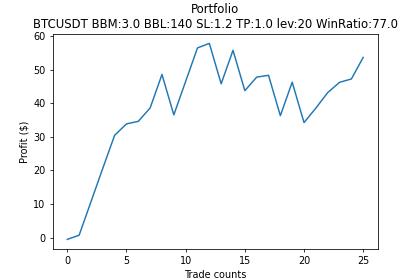 Portfolio
BTCUSDT BBM:3.0 BBL:140 SL:1.2 TP:1.0 lev:20 WinRatio:77.0
60
50
40
30
20
10
0
Profit ($)
0 5 10 15 20 25
Trade counts